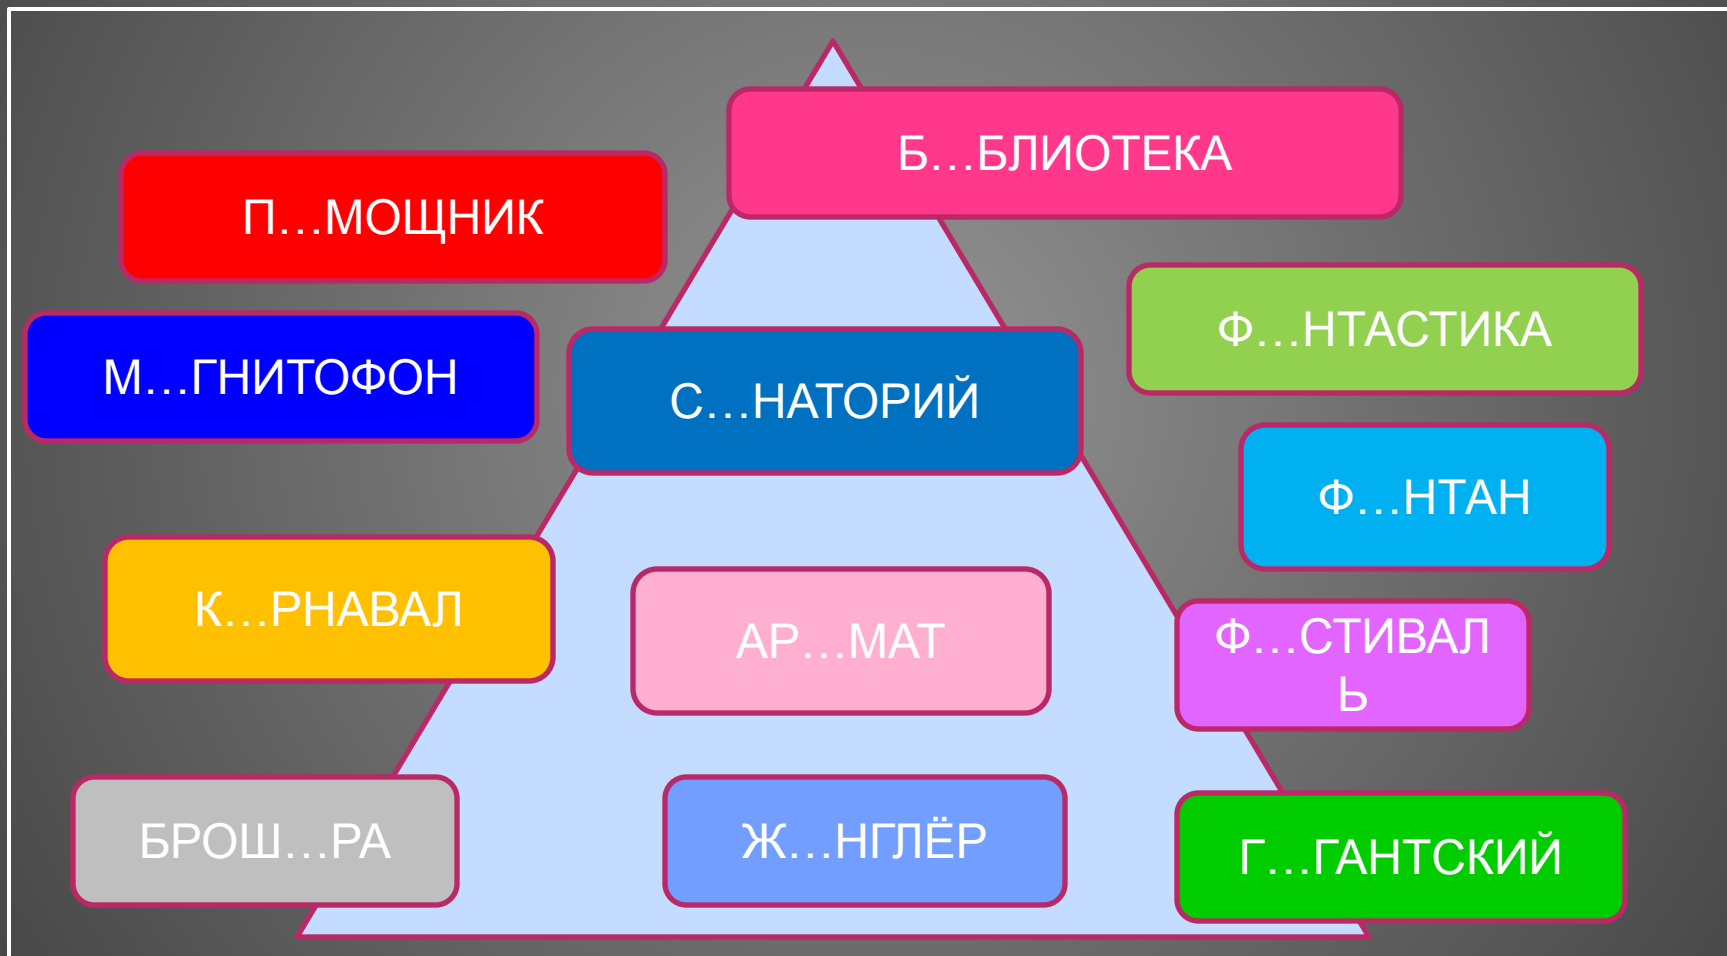 Б…БЛИОТЕКА
П…МОЩНИК
Ф…НТАСТИКА
М…ГНИТОФОН
С…НАТОРИЙ
Ф…НТАН
К…РНАВАЛ
АР…МАТ
Ф…СТИВАЛ
Ь
БРОШ…РА
Ж…НГЛЁР
Г…ГАНТСКИЙ